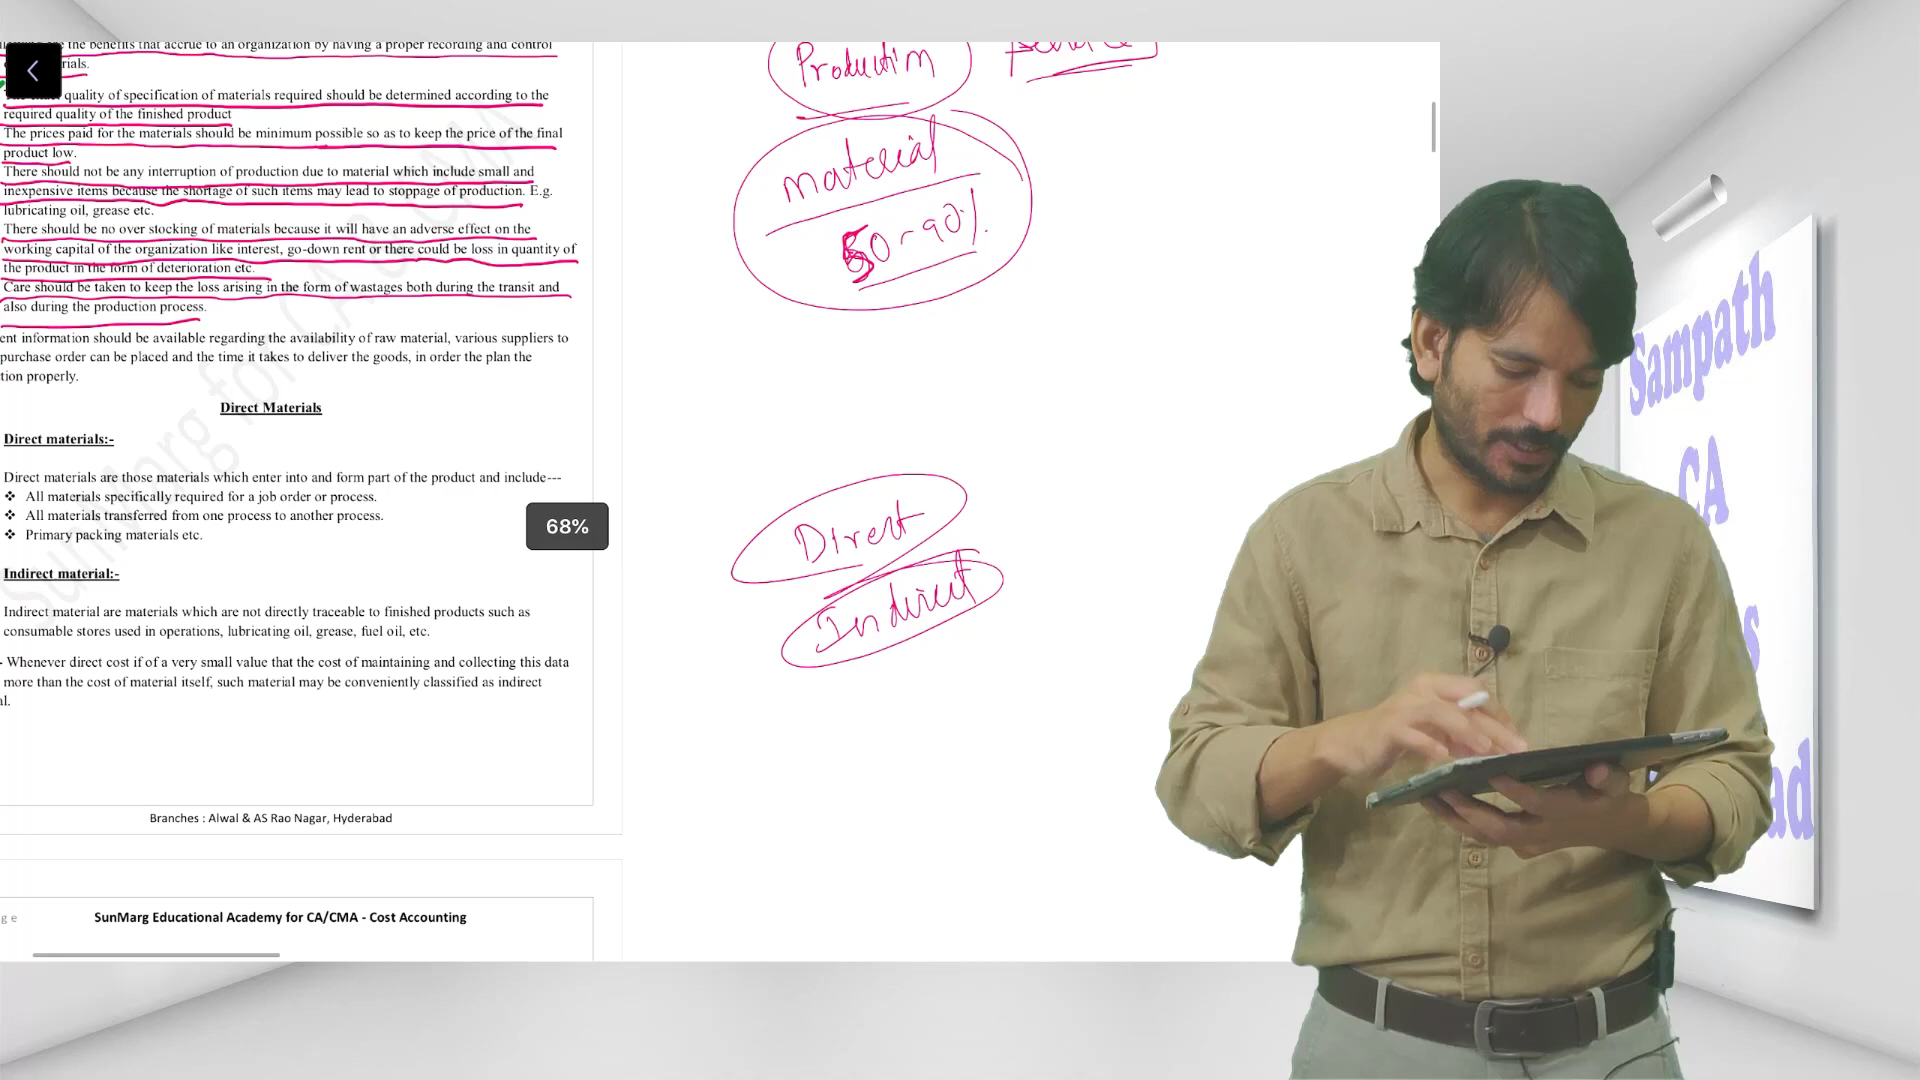 the benefits that accrue to an organization by having a proper recording and control
rials.
quality of specification of materials required should be determined according to the
required quality of the finished product
The prices paid for the materials should be minimum possible so as to keep the price of the final
product low.
There should not be any interruption of production due to material which include small and
inexpensive items because the shortage of such items may lead to stoppage of production. E.g.
lubricating oil, grease etc.
There should be no over stocking of materials because it will have an adverse effect on the
working capital of the organization like interest, go-down rent or there could be loss in quantity of
the product in the form of deterioration etc.
Care should be taken to keep the loss arising in the form of wastages both during the transit and
also during the production process.
ent information should be available regarding the availability of raw material, various suppliers to
purchase order can be placed and the time it takes to deliver the goods, in order the plan the
tion properly.
Direct Materials
Direct materials:-
Direct materials are those materials which enter into and form part of the product and include---
❖ All materials specifically required for a job order or process.
❖ All materials transferred from one process to another process.
❖ Primary packing materials etc.
Indirect material:-
Indirect material are materials which are not directly traceable to finished products such as
consumable stores used in operations, lubricating oil, grease, fuel oil, etc.
- Whenever direct cost if of a very small value that the cost of maintaining and collecting this data
more than the cost of material itself, such material may be conveniently classified as indirect
al.
Branches : Alwal & AS Rao Nagar, Hyderabad
g e
SunMarg Educational Academy for CA/CMA - Cost Accounting
SunMarg for CA & CMA
68%
Production
material
50-90%.
Direct
Indirect
Sampath
CA
s
ad